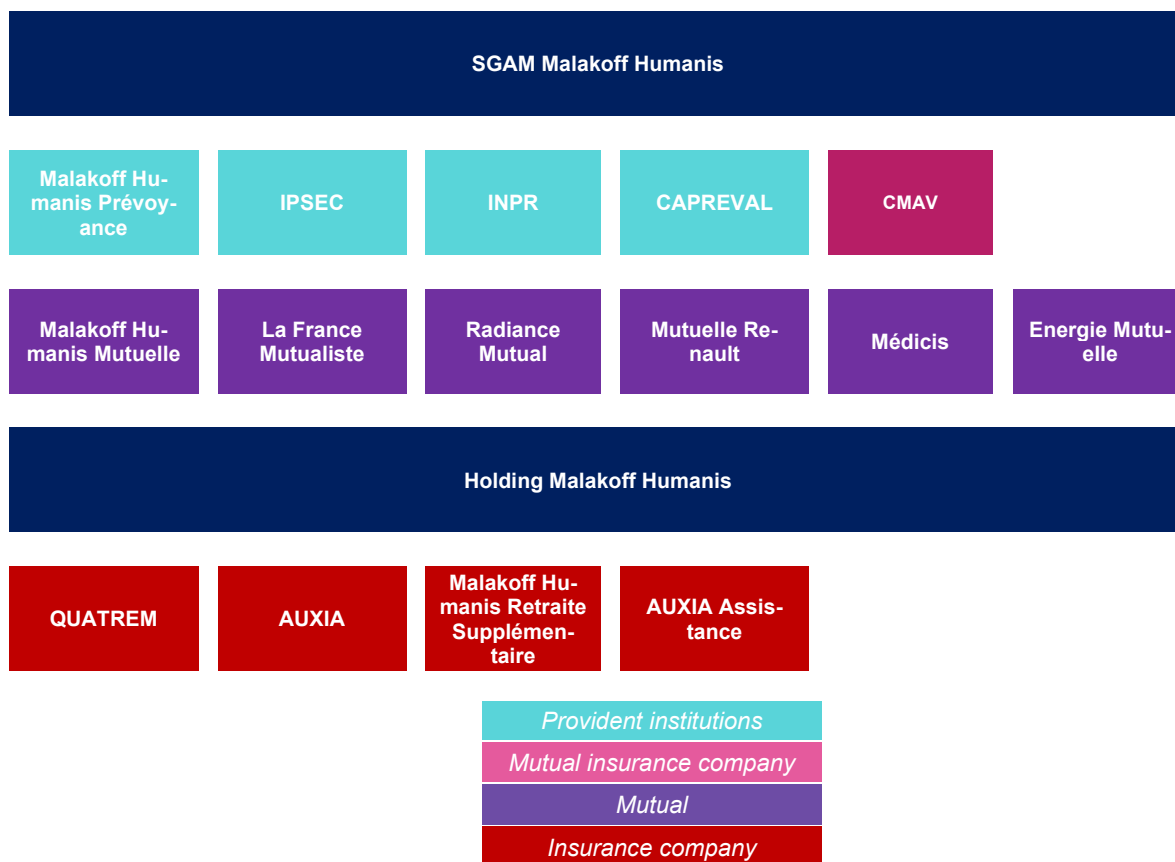 SGAM Malakoff Humanis
Malakoff Hu-
manis Prévoy-
ance
IPSEC
INPR
CAPREVAL
CMAV
Malakoff Hu-
manis Mutuelle
La France
Mutualiste
Radiance
Mutual
Mutuelle Re-
nault
Médicis
Energie Mutu-
elle
Holding Malakoff Humanis
QUATREM
AUXIA
Malakoff Hu-
manis Retraite
Supplémen-
taire
AUXIA Assis-
tance
Provident institutions
Mutual insurance company
Mutual
Insurance company